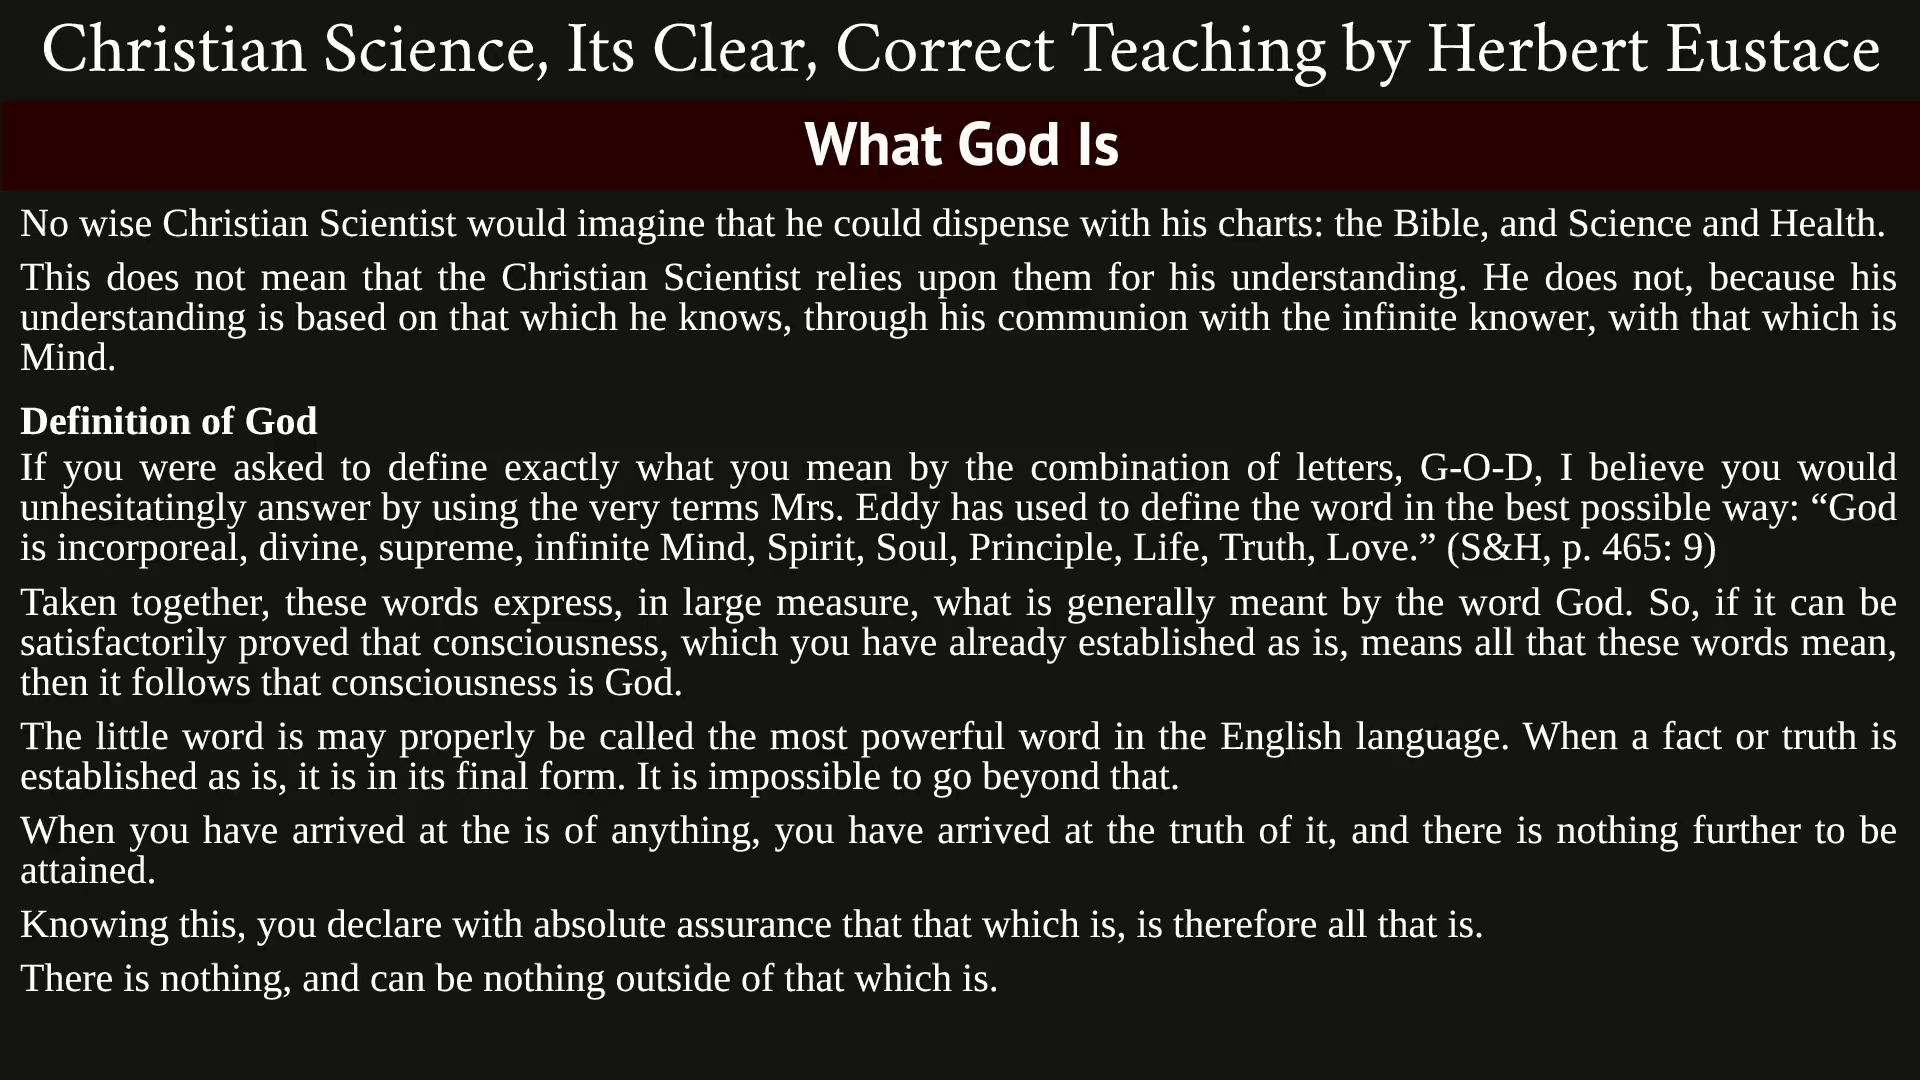 Christian Science, Its Clear, Correct Teaching by Herbert Eustace
What God Is
No wise Christian Scientist would imagine that he could dispense with his charts: the Bible, and Science and Health.
This does not mean that the Christian Scientist relies upon them for his understanding. He does not, because his
understanding is based on that which he knows, through his communion with the infinite knower, with that which is
Mind.
Definition of God
If you were asked to define exactly what you mean by the combination of letters, G-O-D, I believe you would
unhesitatingly answer by using the very terms Mrs. Eddy has used to define the word in the best possible way: “God
is incorporeal, divine, supreme, infinite Mind, Spirit, Soul, Principle, Life, Truth, Love.” (S&H, p. 465: 9)
Taken together, these words express, in large measure, what is generally meant by the word God. So, if it can be
satisfactorily proved that consciousness, which you have already established as is, means all that these words mean,
then it follows that consciousness is God.
The little word is may properly be called the most powerful word in the English language. When a fact or truth is
established as is, it is in its final form. It is impossible to go beyond that.
When you have arrived at the is of anything, you have arrived at the truth of it, and there is nothing further to be
attained.
Knowing this, you declare with absolute assurance that that which is, is therefore all that is.
There is nothing, and can be nothing outside of that which is.